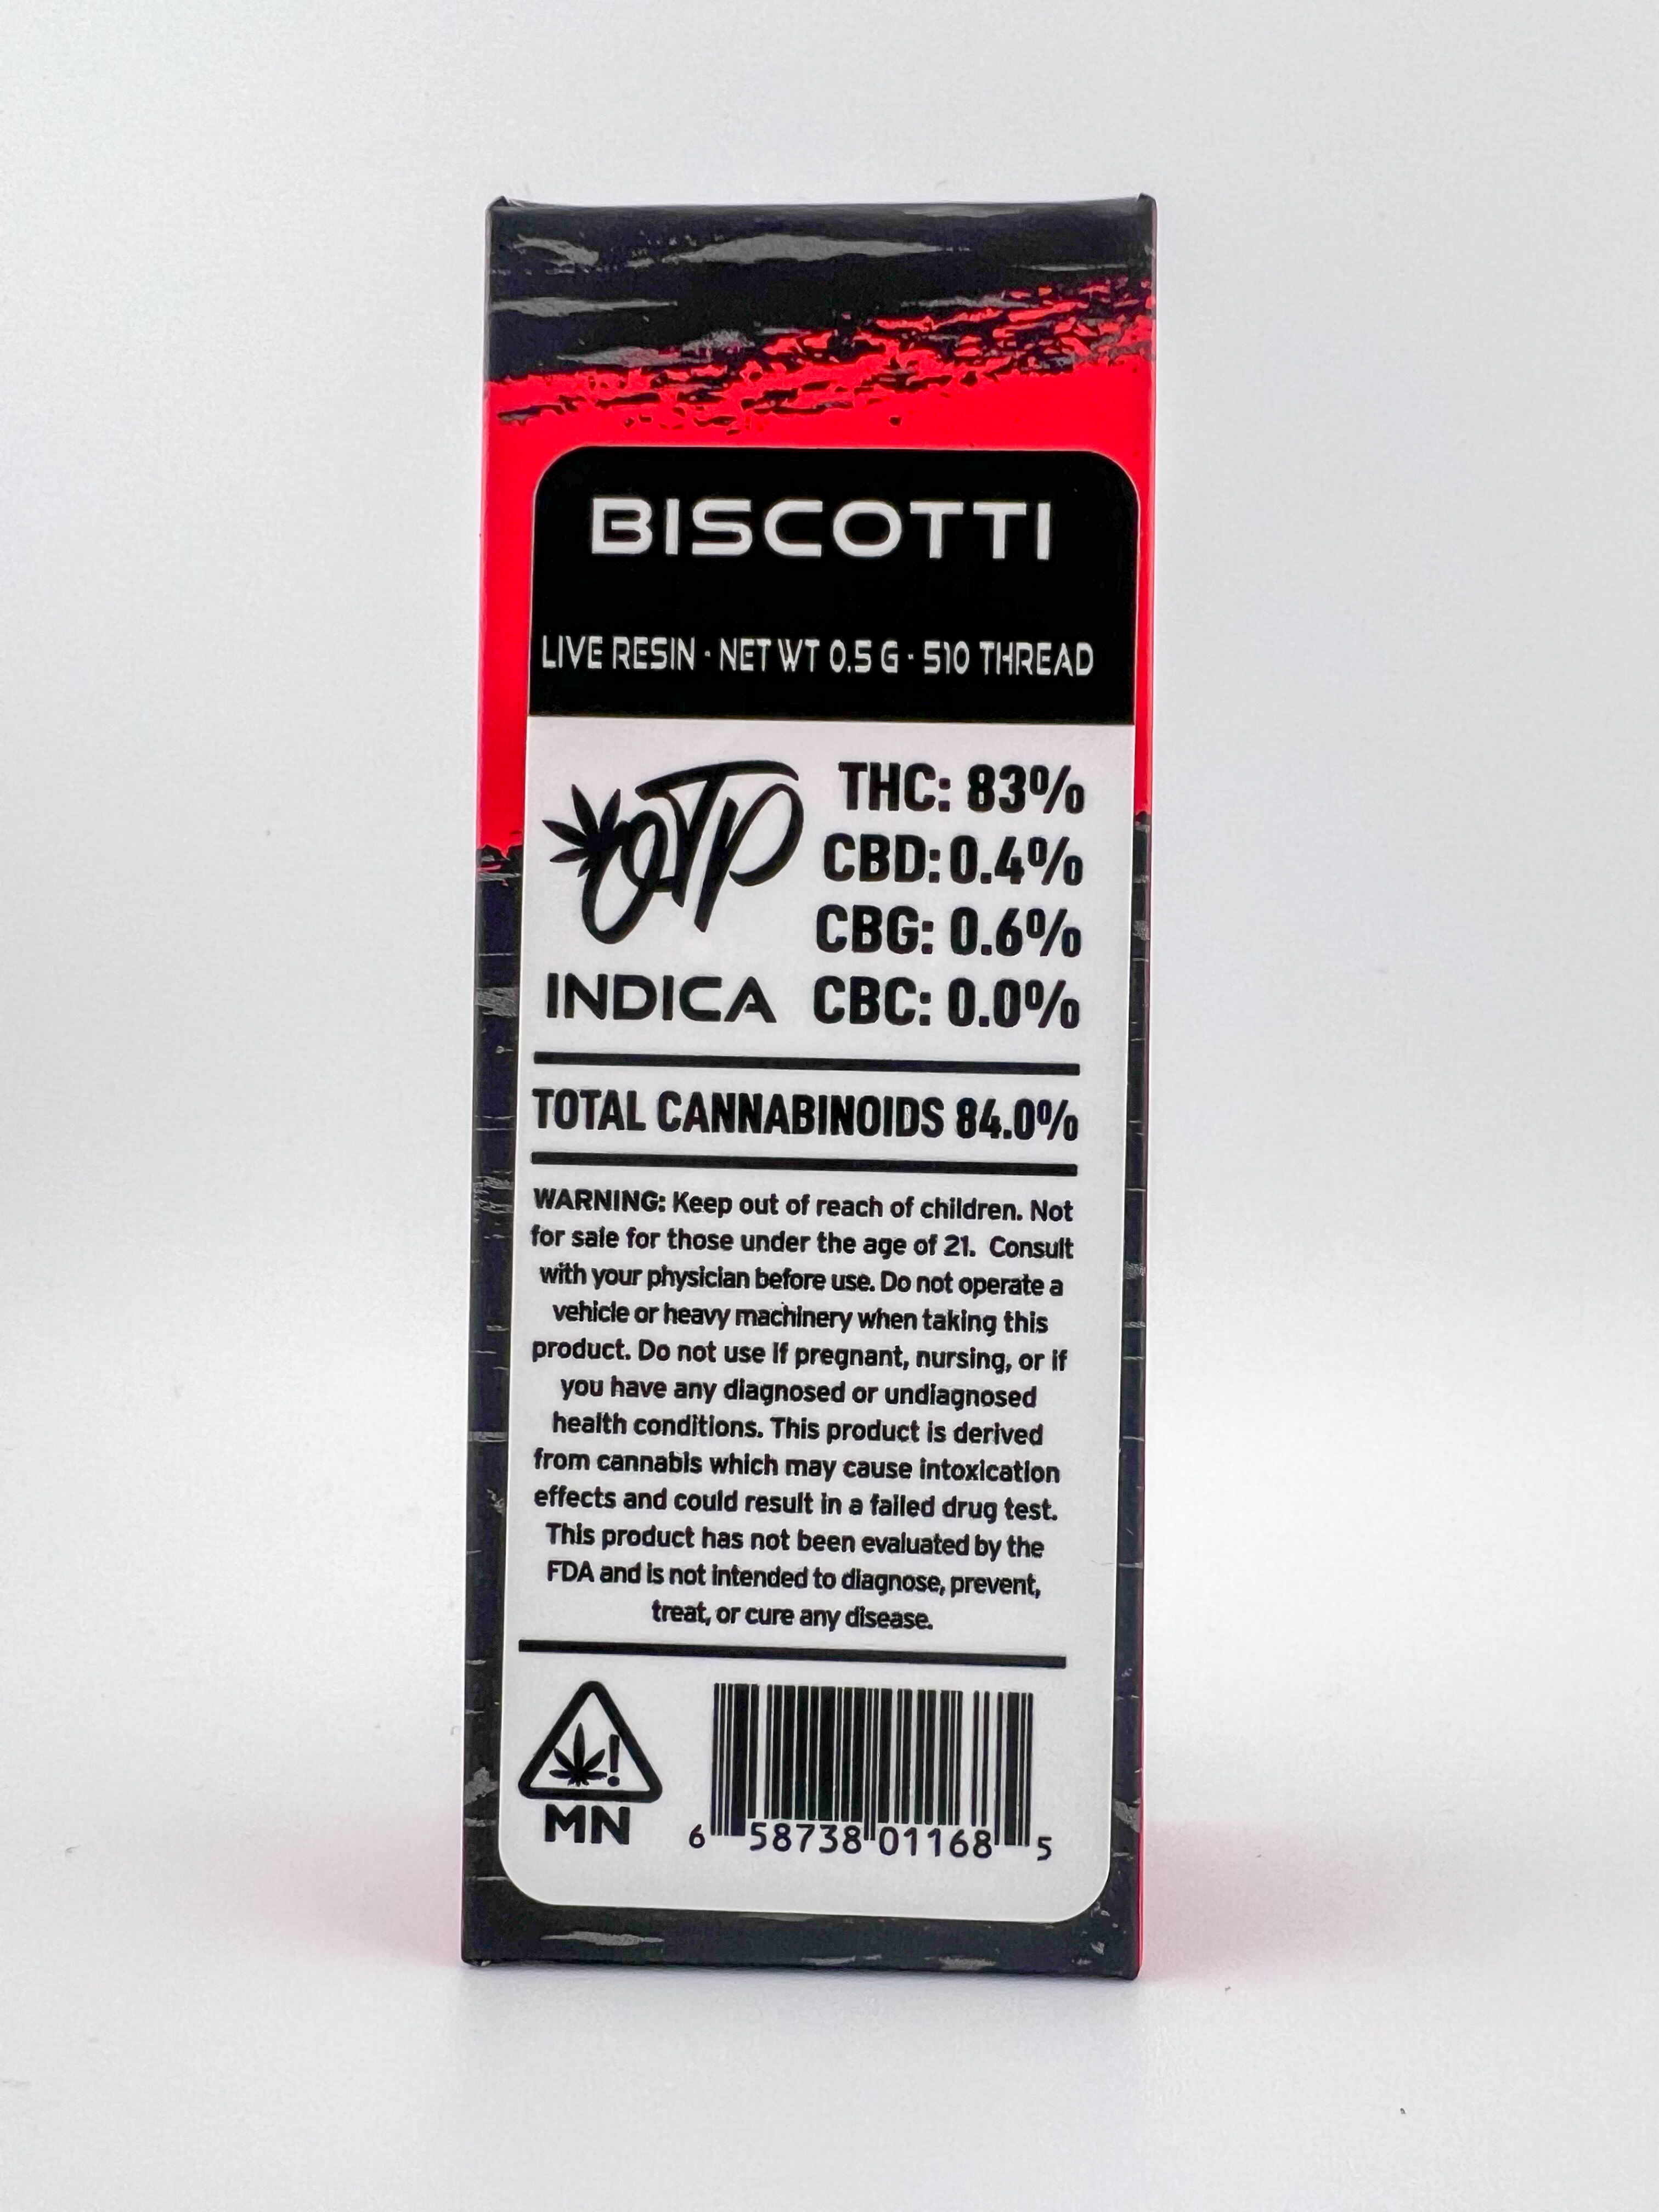 BISCOTTI
LIVE RESIN · NET WT 0.5 G · 510 THREAD
OTP
INDICA
THC: 83%
CBD: 0.4%
CBG: 0.6%
CBC: 0.0%
TOTAL CANNABINOIDS 84.0%
WARNING: Keep out of reach of children. Not
for sale for those under the age of 21. Consult
with your physician before use. Do not operate a
vehicle or heavy machinery when taking this
product. Do not use if pregnant, nursing, or if
you have any diagnosed or undiagnosed
health conditions. This product is derived
from cannabis which may cause intoxication
effects and could result in a failed drug test.
This product has not been evaluated by the
FDA and is not intended to diagnose, prevent,
treat, or cure any disease.
!
MN
6 58738 01168 5